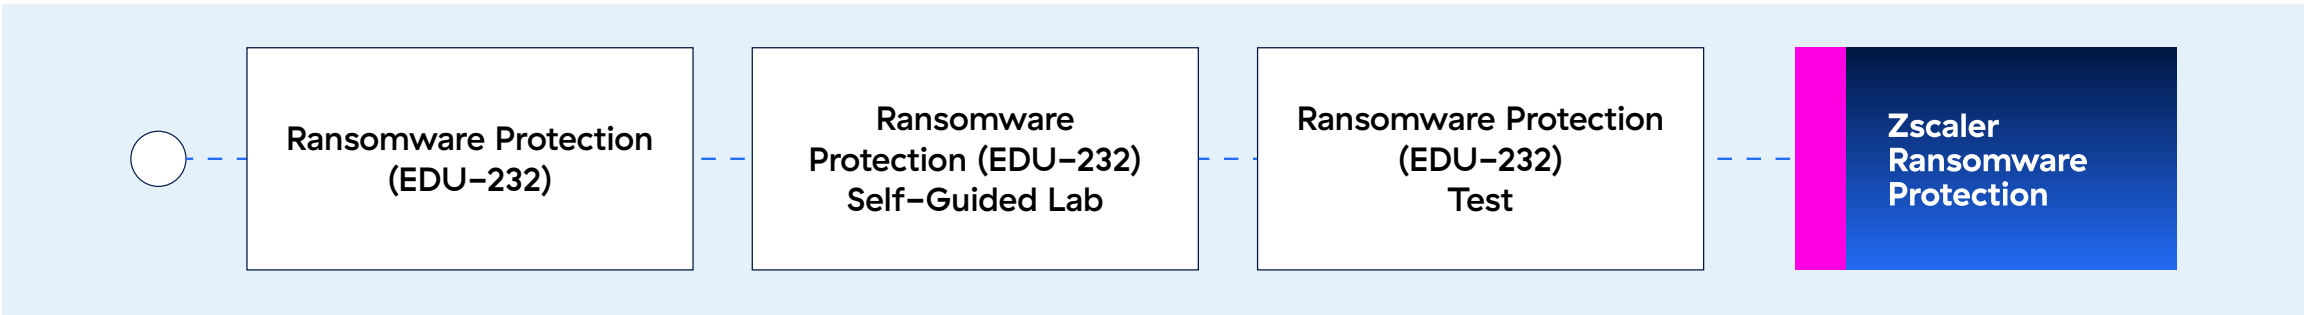 Ransomware Protection
(EDU–232)
Ransomware
Protection (EDU–232)
Self–Guided Lab
Ransomware Protection
(EDU–232)
Test
Zscaler
Ransomware
Protection